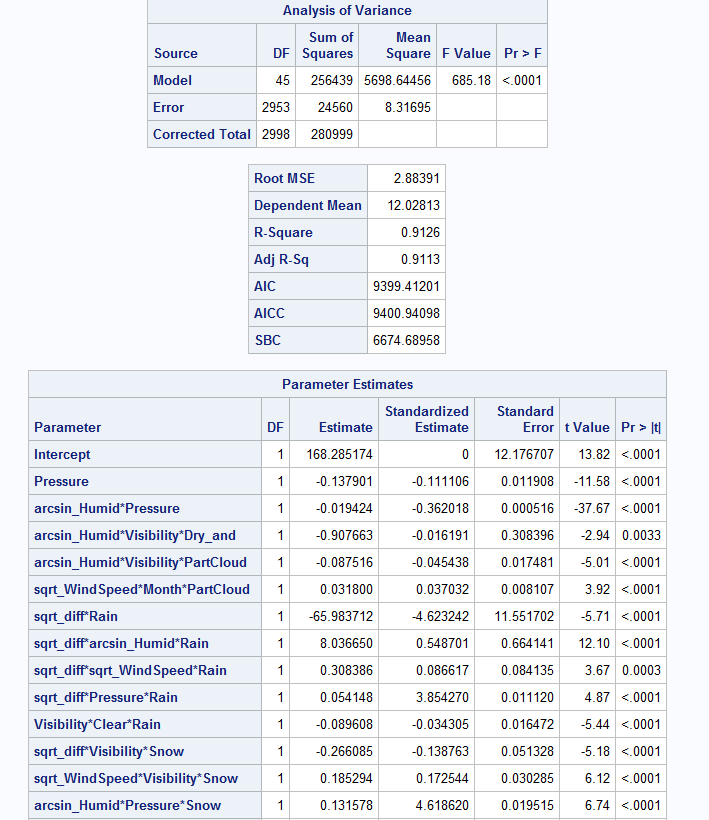 Analysis of Variance
Source DF Sum of Squares Mean Square F Value Pr > F
Model 45 256439 5698.64456 685.18 <.0001
Error 2953 24560 8.31695
Corrected Total 2998 280999
Root MSE 2.88391
Dependent Mean 12.02813
R-Square 0.9126
Adj R-Sq 0.9113
AIC 9399.41201
AICC 9400.94098
SBC 6674.68958
Parameter Estimates
Parameter DF Estimate Standardized Estimate Standard Error t Value Pr > |t|
Intercept 1 168.285174 0 12.176707 13.82 <.0001
Pressure 1 -0.137901 -0.111106 0.011908 -11.58 <.0001
arcsin_Humid*Pressure 1 -0.019424 -0.362018 0.000516 -37.67 <.0001
arcsin_Humid*Visibility*Dry_and 1 -0.907663 -0.016191 0.308396 -2.94 0.0033
arcsin_Humid*Visibility*PartCloud 1 -0.087516 -0.045438 0.017481 -5.01 <.0001
sqrt_WindSpeed*Month*PartCloud 1 0.031800 0.037032 0.008107 3.92 <.0001
sqrt_diff*Rain 1 -65.983712 -4.623242 11.551702 -5.71 <.0001
sqrt_diff*arcsin_Humid*Rain 1 8.036650 0.548701 0.664141 12.10 <.0001
sqrt_diff*sqrt_WindSpeed*Rain 1 0.308386 0.086617 0.084135 3.67 0.0003
sqrt_diff*Pressure*Rain 1 0.054148 3.854270 0.011120 4.87 <.0001
Visibility*Clear*Rain 1 -0.089608 -0.034305 0.016472 -5.44 <.0001
sqrt_diff*Visibility*Snow 1 -0.266085 -0.138763 0.051328 -5.18 <.0001
sqrt_WindSpeed*Visibility*Snow 1 0.185294 0.172544 0.030285 6.12 <.0001
arcsin_Humid*Pressure*Snow 1 0.131578 4.618620 0.019515 6.74 <.0001